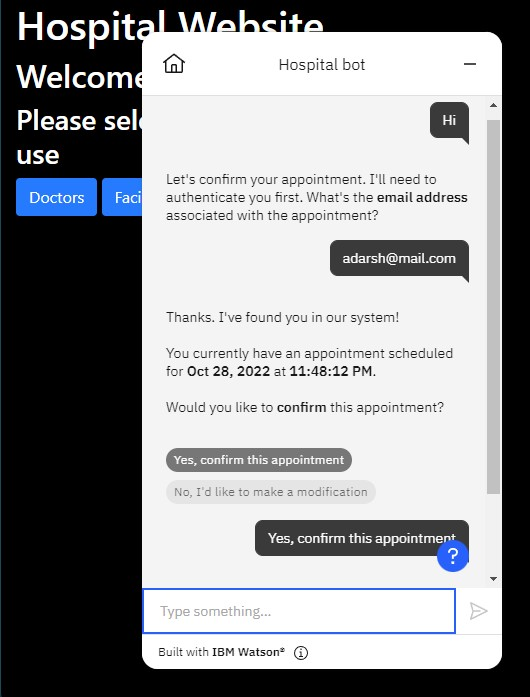 Hospital Website
Welcome
Please sel
use
Doctors
Faci
Hospital bot
Hi
Let's confirm your appointment. I'll need to
authenticate you first. What's the email address
associated with the appointment?
adarsh@mail.com
Thanks. I've found you in our system!
You currently have an appointment scheduled
for Oct 28, 2022 at 11:48:12 PM.
Would you like to confirm this appointment?
Yes, confirm this appointment
No, I'd like to make a modification
Yes, confirm this appointment
?
Type something...
Built with IBM Watson®